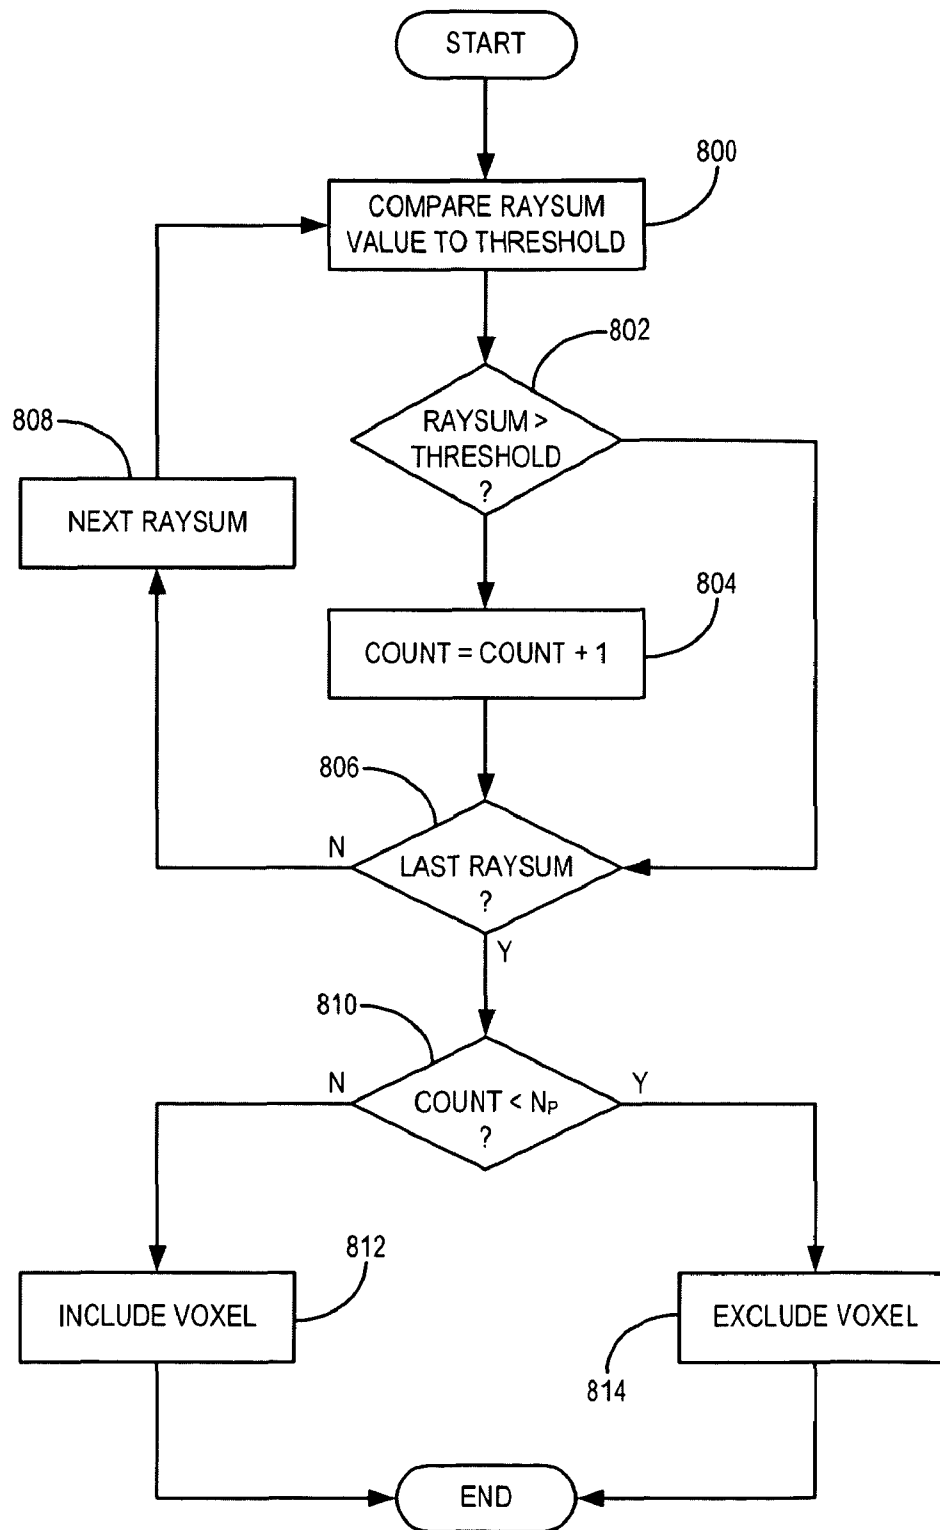 START
800
COMPARE RAYSUM
VALUE TO THRESHOLD
802
RAYSUM >
THRESHOLD
?
808
NEXT RAYSUM
804
COUNT = COUNT + 1
806
N
LAST RAYSUM
?
Y
810
N
COUNT < NP
?
Y
812
INCLUDE VOXEL
EXCLUDE VOXEL
814
END